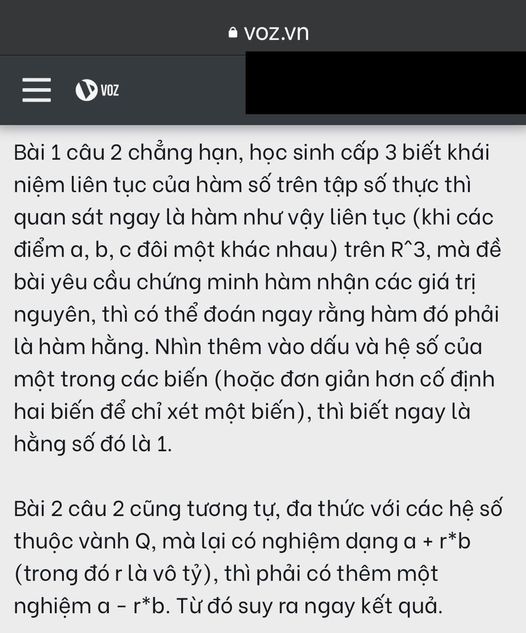 voz.vn
VOZ
Bài 1 câu 2 chẳng hạn, học sinh cấp 3 biết khái
niệm liên tục của hàm số trên tập số thực thì
quan sát ngay là hàm như vậy liên tục (khi các
điểm a, b, c đôi một khác nhau) trên R^3, mà đề
bài yêu cầu chứng minh hàm nhận các giá trị
nguyên, thì có thể đoán ngay rằng hàm đó phải
là hàm hằng. Nhìn thêm vào dấu và hệ số của
một trong các biến (hoặc đơn giản hơn cố định
hai biến để chỉ xét một biến), thì biết ngay là
hằng số đó là 1.
Bài 2 câu 2 cũng tương tự, đa thức với các hệ số
thuộc vành Q, mà lại có nghiệm dạng a + r*b
(trong đó r là vô tỷ), thì phải có thêm một
nghiệm a - r*b. Từ đó suy ra ngay kết quả.